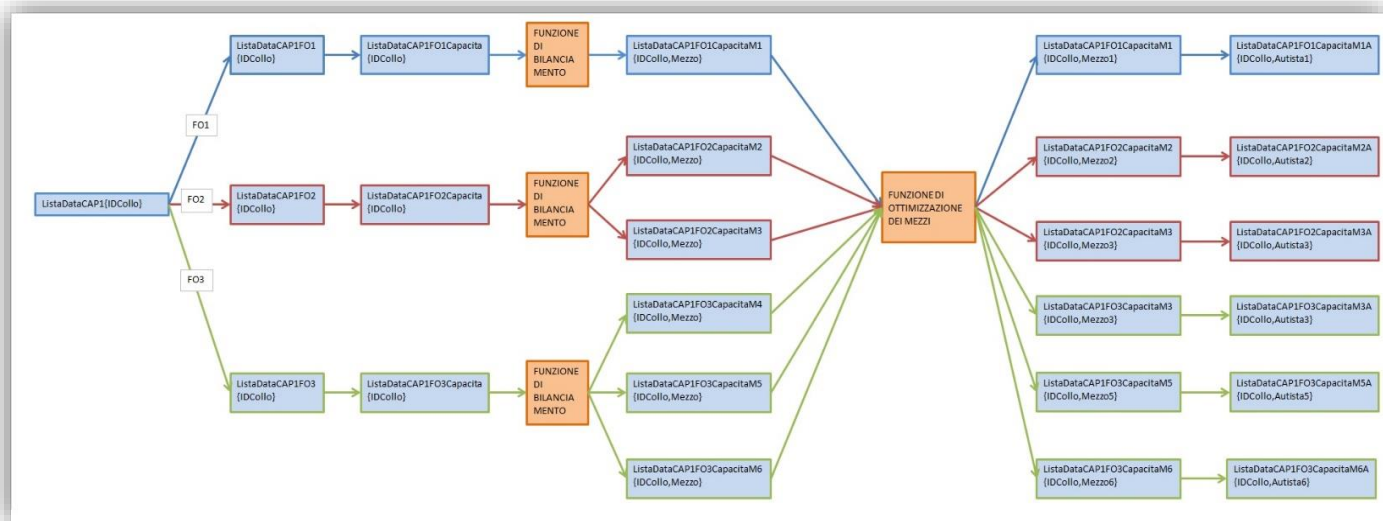 ListaDataCAP1{IDCollo}
FO1
FO2
FO3
ListaDataCAP1FO1
{IDCollo}
ListaDataCAP1FO1Capacita
{IDCollo}
FUNZIONE
DI
BILANCIA
MENTO
ListaDataCAP1FO1CapacitaM1
{IDCollo,Mezzo}
ListaDataCAP1FO2
{IDCollo}
ListaDataCAP1FO2Capacita
{IDCollo}
FUNZIONE
DI
BILANCIA
MENTO
ListaDataCAP1FO2CapacitaM2
{IDCollo,Mezzo}
ListaDataCAP1FO2CapacitaM3
{IDCollo,Mezzo}
ListaDataCAP1FO3
{IDCollo}
ListaDataCAP1FO3Capacita
{IDCollo}
FUNZIONE
DI
BILANCIA
MENTO
ListaDataCAP1FO3CapacitaM4
{IDCollo,Mezzo}
ListaDataCAP1FO3CapacitaM5
{IDCollo,Mezzo}
ListaDataCAP1FO3CapacitaM6
{IDCollo,Mezzo}
FUNZIONE DI
OTTIMIZZAZIONE
DEI MEZZI
ListaDataCAP1FO1CapacitaM1
{IDCollo,Mezzo1}
ListaDataCAP1FO1CapacitaM1A
{IDCollo,Autista1}
ListaDataCAP1FO2CapacitaM2
{IDCollo,Mezzo2}
ListaDataCAP1FO2CapacitaM2A
{IDCollo,Autista2}
ListaDataCAP1FO2CapacitaM3
{IDCollo,Mezzo3}
ListaDataCAP1FO2CapacitaM3A
{IDCollo,Autista3}
ListaDataCAP1FO3CapacitaM3
{IDCollo,Mezzo3}
ListaDataCAP1FO3CapacitaM3A
{IDCollo,Autista3}
ListaDataCAP1FO3CapacitaM5
{IDCollo,Mezzo5}
ListaDataCAP1FO3CapacitaM5A
{IDCollo,Autista5}
ListaDataCAP1FO3CapacitaM6
{IDCollo,Mezzo6}
ListaDataCAP1FO3CapacitaM6A
{IDCollo,Autista6}